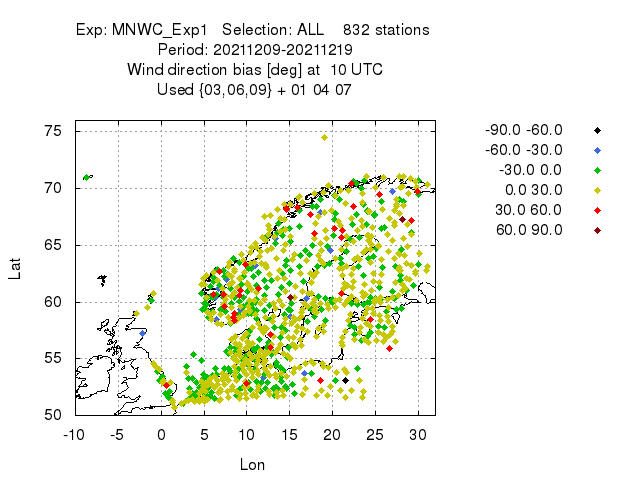 Exp: MNWC_Exp1 Selection: ALL 832 stations
Period: 20211209-20211219
Wind direction bias [deg] at 10 UTC
Used {03,06,09} + 01 04 07
-90.0 -60.0
-60.0 -30.0
-30.0 0.0
0.0 30.0
30.0 60.0
60.0 90.0
75
70
65
60
55
50
Lat
-10 -5 0 5 10 15 20 25 30
Lon